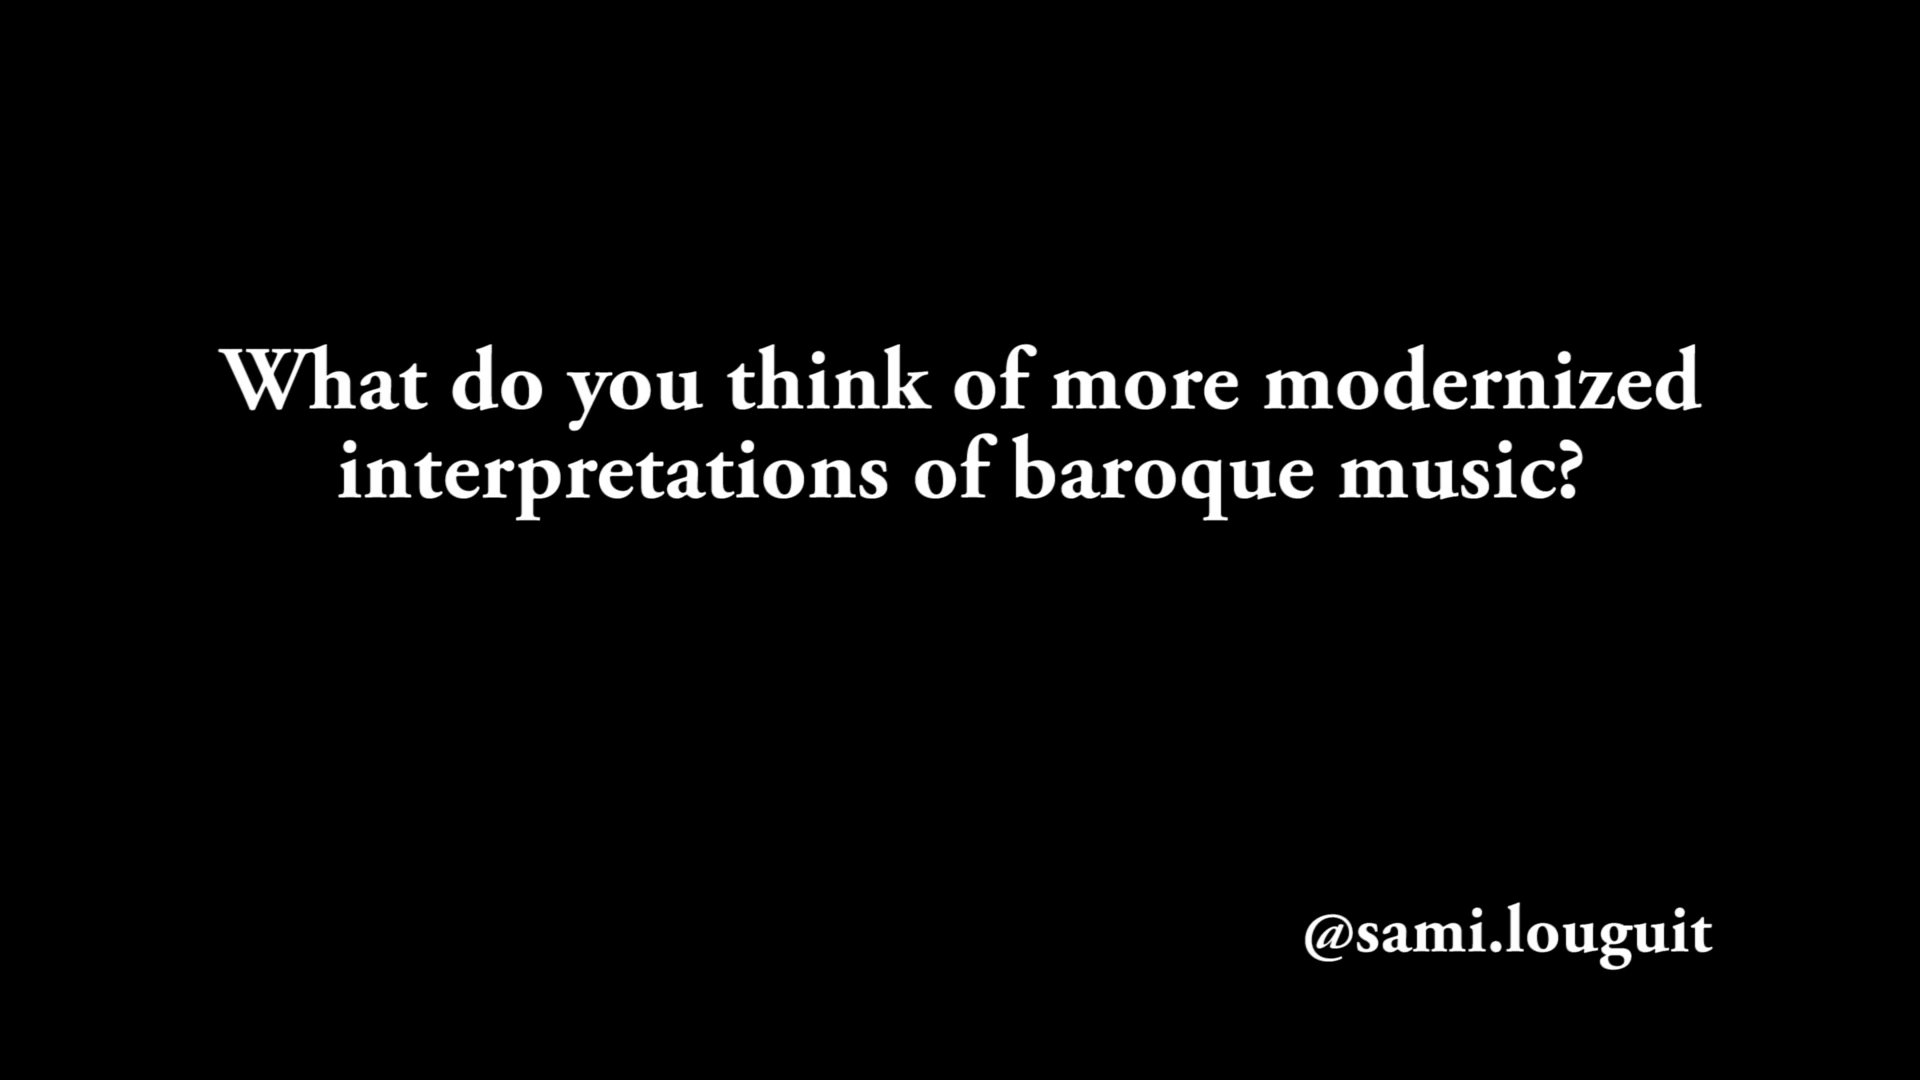 What do you think of more modernized
interpretations of baroque music?
@sami.louguit